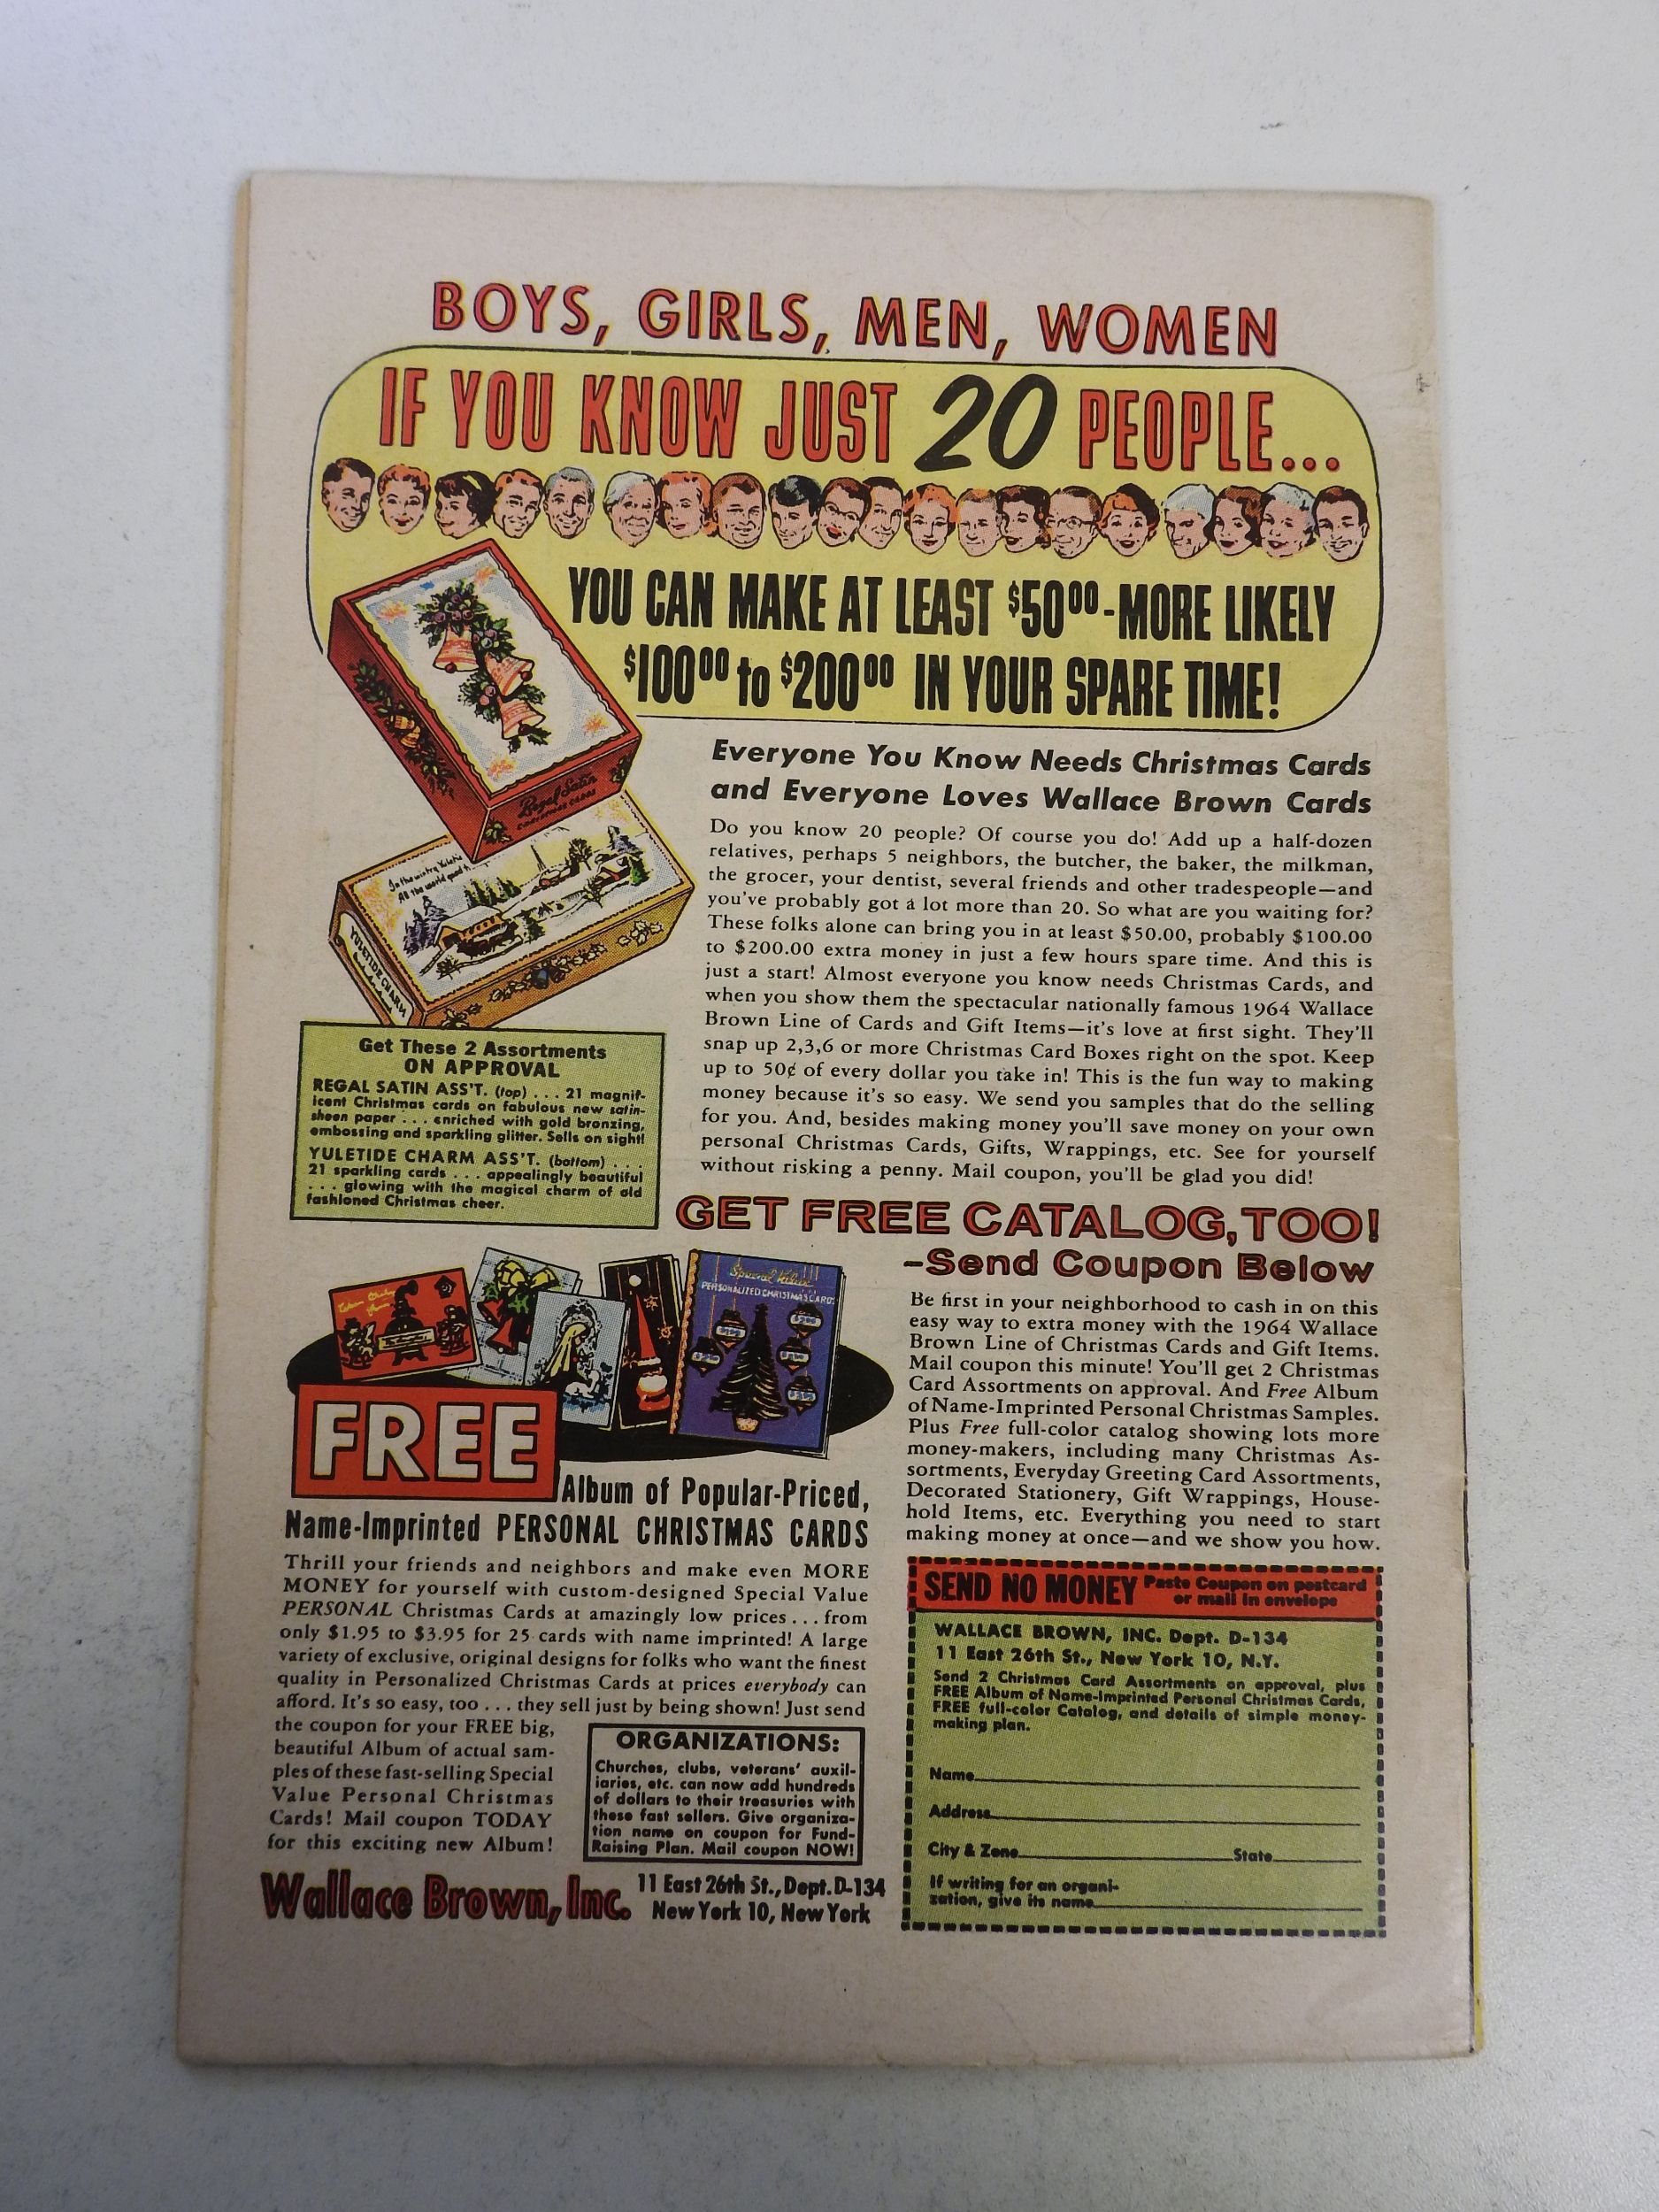 BOYS, GIRLS, MEN, WOMEN
IF YOU KNOW JUST 20 PEOPLE...
YOU CAN MAKE AT LEAST $50⁰⁰-MORE LIKELY
$100⁰⁰ to $200⁰⁰ IN YOUR SPARE TIME!
Regal Satin
CHRISTMAS CARDS
In the wintry Yuletide
All the world
YULETIDE CHARM
Everyone You Know Needs Christmas Cards
and Everyone Loves Wallace Brown Cards
Do you know 20 people? Of course you do! Add up a half-dozen
relatives, perhaps 5 neighbors, the butcher, the baker, the milkman,
the grocer, your dentist, several friends and other tradespeople—and
you've probably got a lot more than 20. So what are you waiting for?
These folks alone can bring you in at least $50.00, probably $100.00
to $200.00 extra money in just a few hours spare time. And this is
just a start! Almost everyone you know needs Christmas Cards, and
when you show them the spectacular nationally famous 1964 Wallace
Brown Line of Cards and Gift Items—it's love at first sight. They'll
snap up 2,3,6 or more Christmas Card Boxes right on the spot. Keep
up to 50¢ of every dollar you take in! This is the fun way to making
money because it's so easy. We send you samples that do the selling
for you. And, besides making money you'll save money on your own
personal Christmas Cards, Gifts, Wrappings, etc. See for yourself
without risking a penny. Mail coupon, you'll be glad you did!
Get These 2 Assortments
ON APPROVAL
REGAL SATIN ASS'T. (top) . . . 21 magnif-
icent Christmas cards on fabulous new satin-
sheen paper . . . enriched with gold bronzing,
embossing and sparkling glitter. Sells on sight!
YULETIDE CHARM ASS'T. (bottom) . . .
21 sparkling cards . . . appealingly beautiful
. . . glowing with the magical charm of old
fashioned Christmas cheer.
GET FREE CATALOG, TOO!
-Send Coupon Below
Special Value
PERSONALIZED CHRISTMAS CARDS
FREE
Album of Popular-Priced,
Name-Imprinted PERSONAL CHRISTMAS CARDS
Thrill your friends and neighbors and make even MORE
MONEY for yourself with custom-designed Special Value
PERSONAL Christmas Cards at amazingly low prices . . . from
only $1.95 to $3.95 for 25 cards with name imprinted! A large
variety of exclusive, original designs for folks who want the finest
quality in Personalized Christmas Cards at prices everybody can
afford. It's so easy, too . . . they sell just by being shown! Just send
the coupon for your FREE big,
beautiful Album of actual sam-
ples of these fast-selling Special
Value Personal Christmas
Cards! Mail coupon TODAY
for this exciting new Album!
ORGANIZATIONS:
Churches, clubs, veterans' auxil-
iaries, etc. can now add hundreds
of dollars to their treasuries with
these fast sellers. Give organiza-
tion name on coupon for Fund-
Raising Plan. Mail coupon NOW!
Wallace Brown, Inc.
11 East 26th St., Dept. D-134
New York 10, New York
Be first in your neighborhood to cash in on this
easy way to extra money with the 1964 Wallace
Brown Line of Christmas Cards and Gift Items.
Mail coupon this minute! You'll get 2 Christmas
Card Assortments on approval. And Free Album
of Name-Imprinted Personal Christmas Samples.
Plus Free full-color catalog showing lots more
money-makers, including many Christmas As-
sortments, Everyday Greeting Card Assortments,
Decorated Stationery, Gift Wrappings, House-
hold Items, etc. Everything you need to start
making money at once—and we show you how.
SEND NO MONEY Paste Coupon on postcard
or mail in envelope
WALLACE BROWN, INC. Dept. D-134
11 East 26th St., New York 10, N.Y.
Send 2 Christmas Card Assortments on approval, plus
FREE Album of Name-Imprinted Personal Christmas Cards,
FREE full-color Catalog, and details of simple money-
making plan.
Name
Address
City & Zone State
If writing for an organi-
zation, give its name